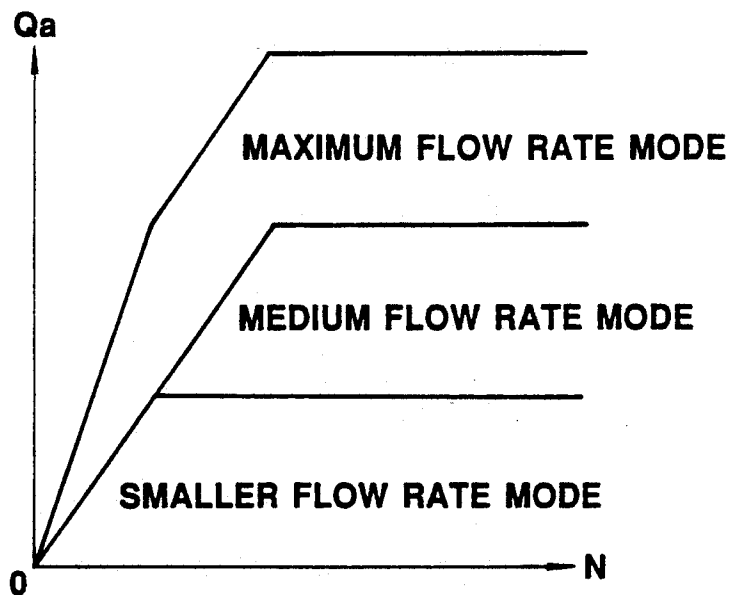 Qa
MAXIMUM FLOW RATE MODE
MEDIUM FLOW RATE MODE
SMALLER FLOW RATE MODE
0
N